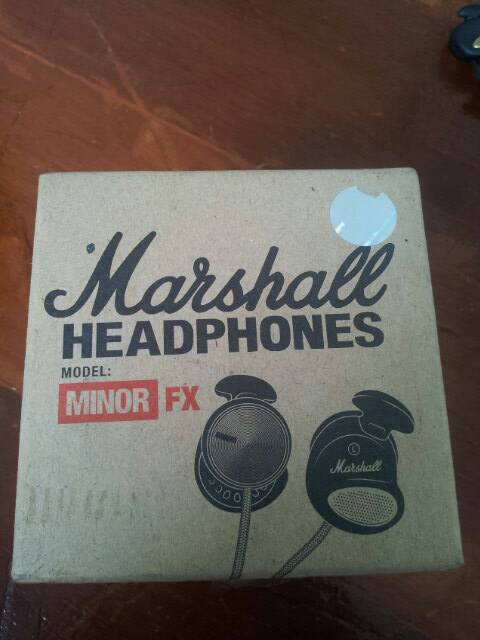 Marshall
HEADPHONES
MODEL:
MINOR FX
L
Marshall